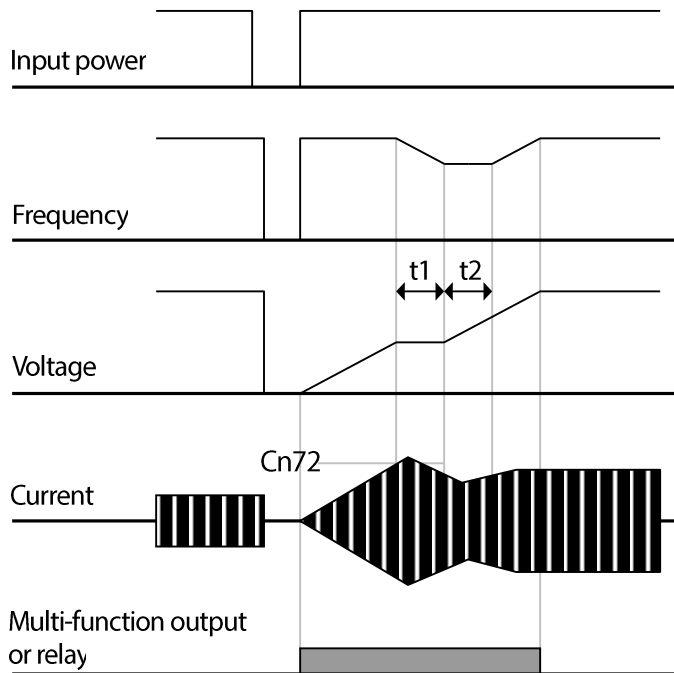 Input power
Frequency
t1 t2
Voltage
Cn72
Current
Multi-function output
or relay